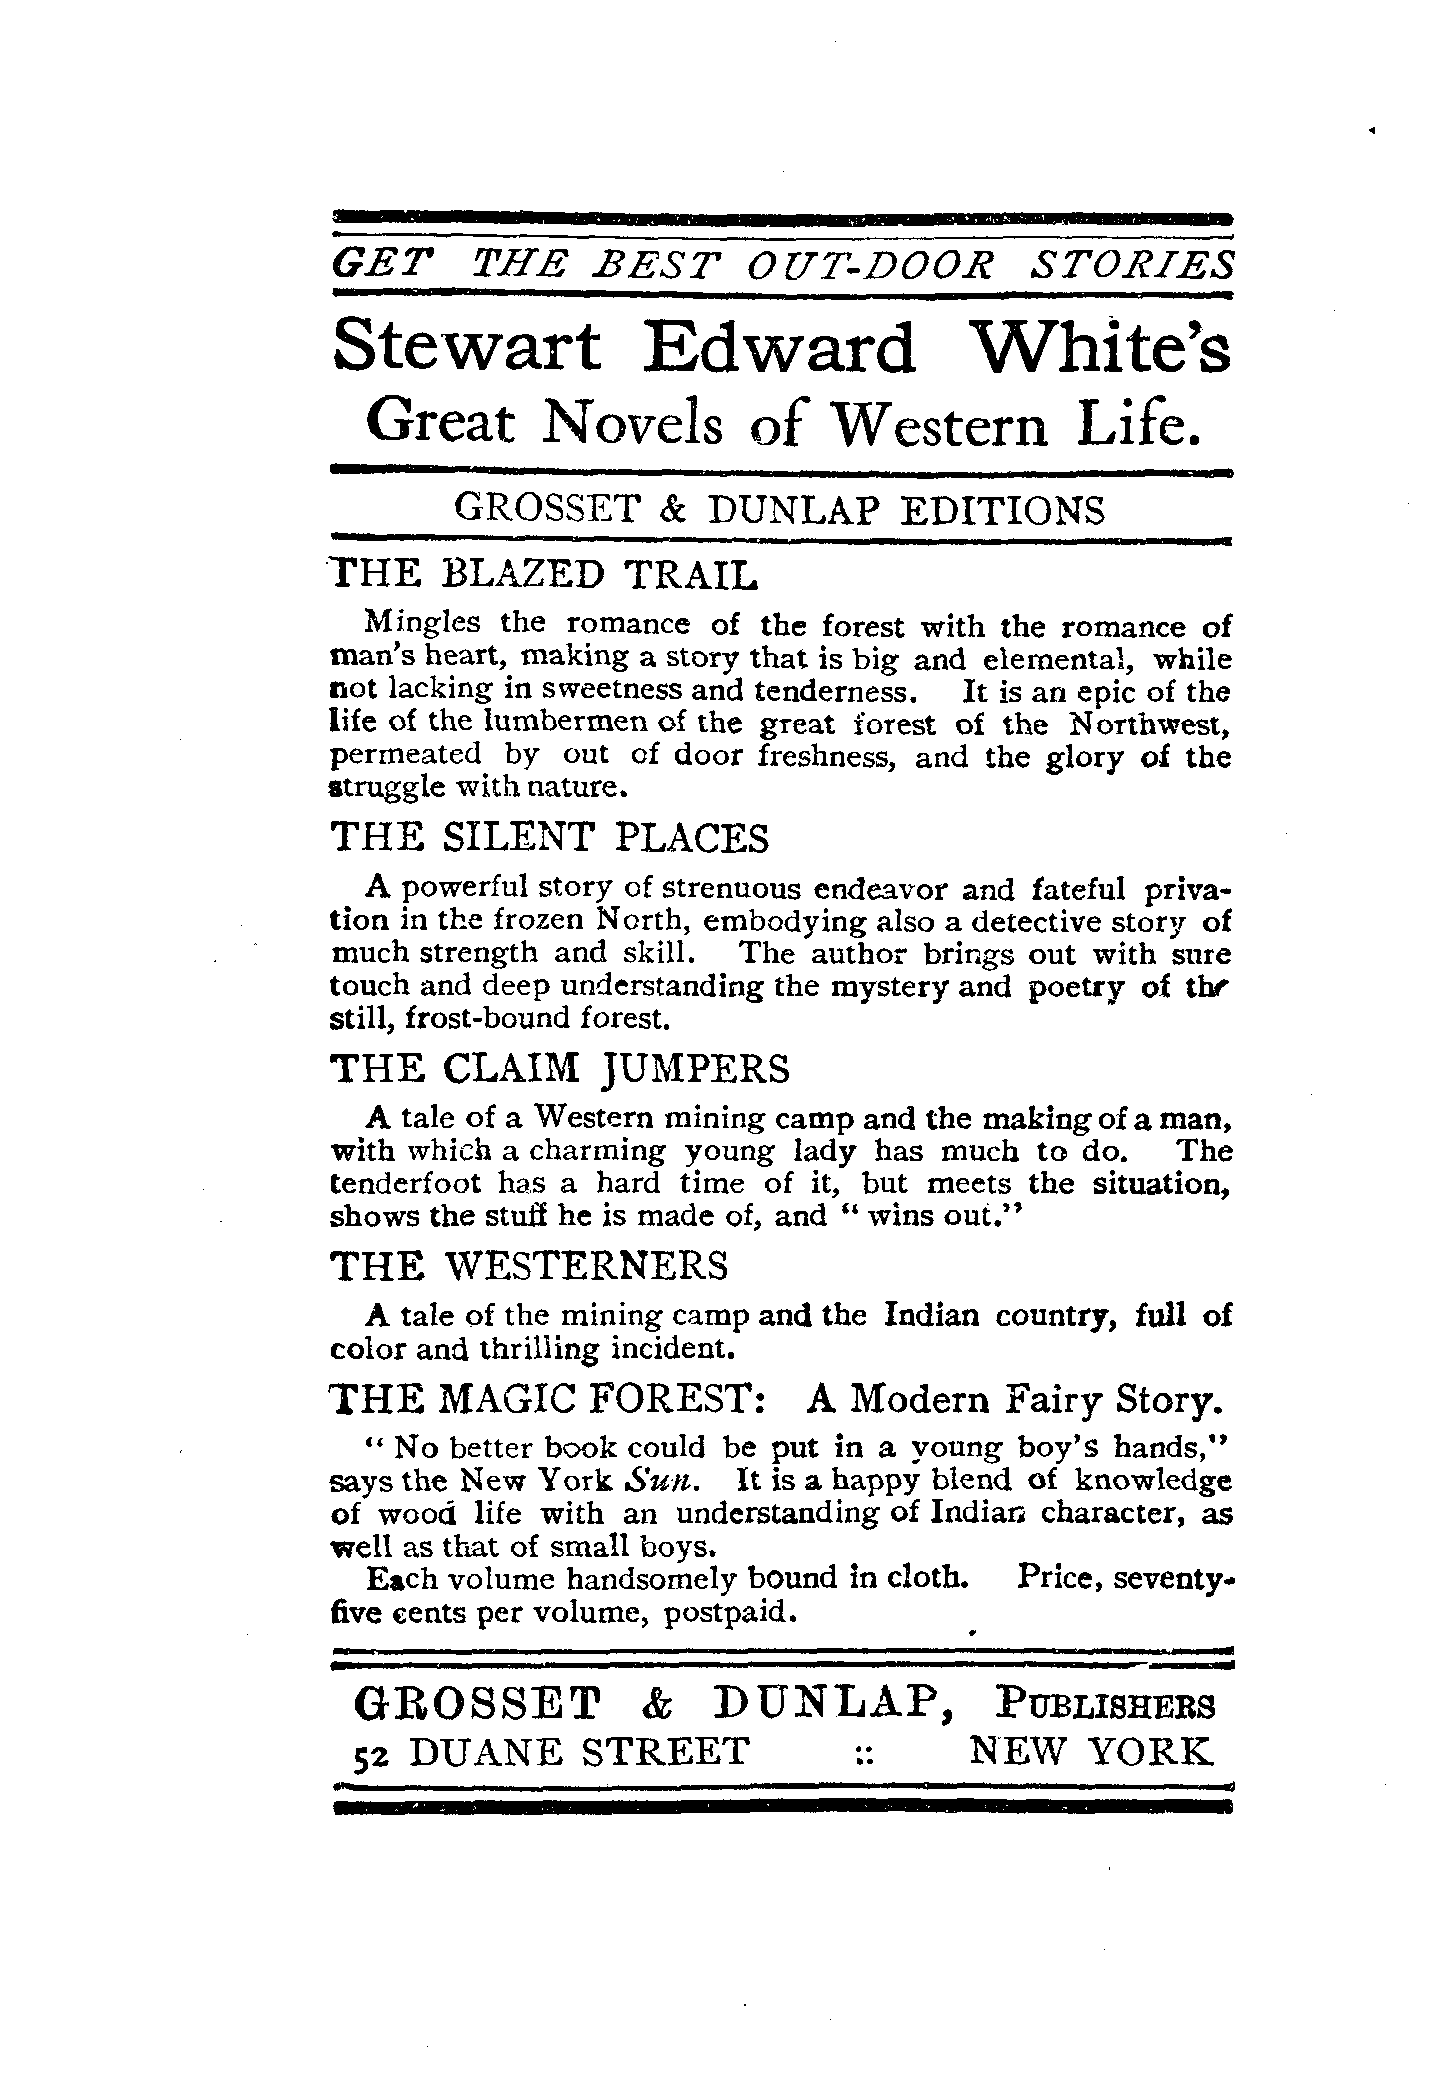 GET THE BEST OUT-DOOR STORIES
Stewart Edward White's
Great Novels of Western Life.
GROSSET & DUNLAP EDITIONS
THE BLAZED TRAIL
Mingles the romance of the forest with the romance of
man's heart, making a story that is big and elemental, while
not lacking in sweetness and tenderness. It is an epic of the
life of the lumbermen of the great forest of the Northwest,
permeated by out of door freshness, and the glory of the
struggle with nature.
THE SILENT PLACES
A powerful story of strenuous endeavor and fateful priva-
tion in the frozen North, embodying also a detective story of
much strength and skill. The author brings out with sure
touch and deep understanding the mystery and poetry of the
still, frost-bound forest.
THE CLAIM JUMPERS
A tale of a Western mining camp and the making of a man,
with which a charming young lady has much to do. The
tenderfoot has a hard time of it, but meets the situation,
shows the stuff he is made of, and " wins out."
THE WESTERNERS
A tale of the mining camp and the Indian country, full of
color and thrilling incident.
THE MAGIC FOREST: A Modern Fairy Story.
" No better book could be put in a young boy's hands,"
says the New York Sun. It is a happy blend of knowledge
of wood life with an understanding of Indian character, as
well as that of small boys.
Each volume handsomely bound in cloth. Price, seventy-
five cents per volume, postpaid.
GROSSET & DUNLAP, PUBLISHERS
52 DUANE STREET :: NEW YORK